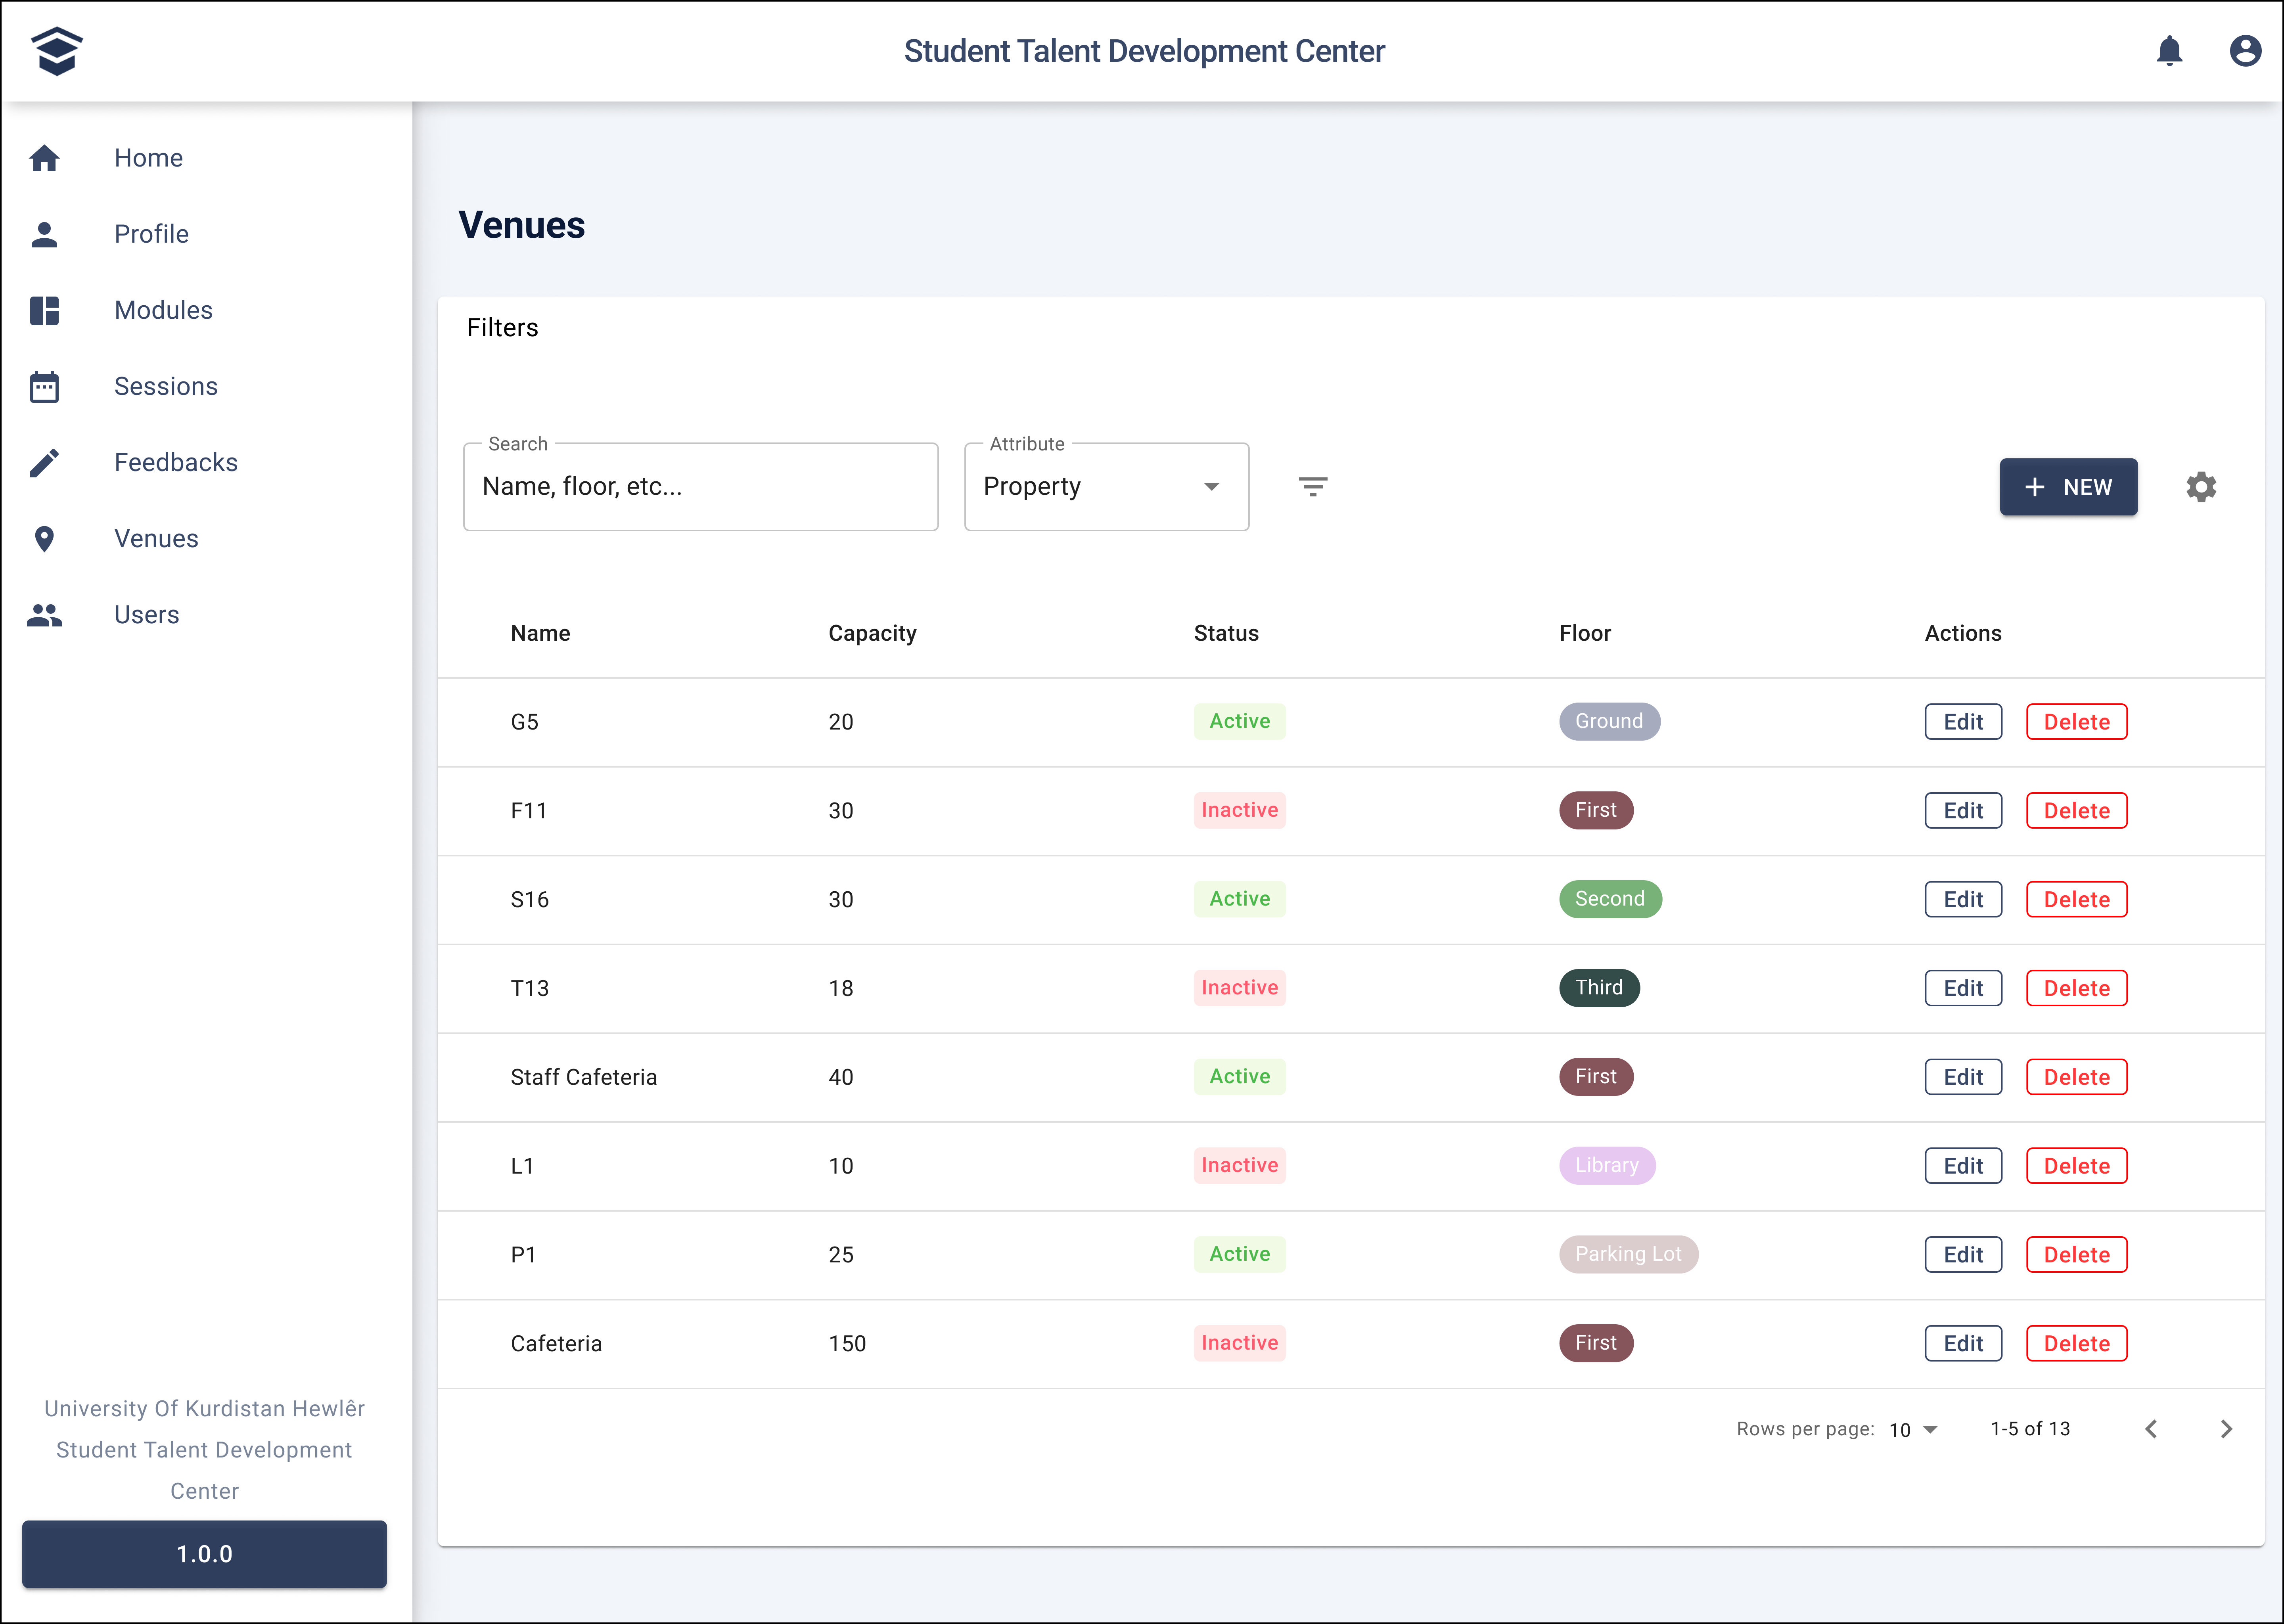 Student Talent Development Center
Home
Profile
Modules
Sessions
Feedbacks
Venues
Users
University Of Kurdistan Hewlêr
Student Talent Development
Center
1.0.0
Venues
Filters
Search
Name, floor, etc...
Attribute
Property
+ NEW
Name Capacity Status Floor Actions
G5 20 Active Ground Edit Delete
F11 30 Inactive First Edit Delete
S16 30 Active Second Edit Delete
T13 18 Inactive Third Edit Delete
Staff Cafeteria 40 Active First Edit Delete
L1 10 Inactive Library Edit Delete
P1 25 Active Parking Lot Edit Delete
Cafeteria 150 Inactive First Edit Delete
Rows per page: 10 1-5 of 13